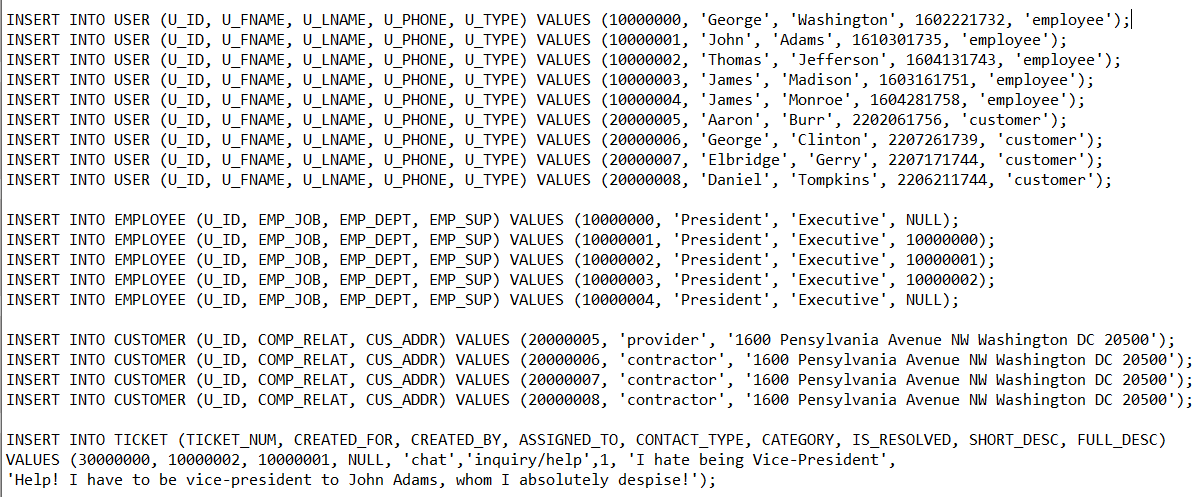 INSERT INTO USER (U_ID, U_FNAME, U_LNAME, U_PHONE, U_TYPE) VALUES (10000000, 'George', 'Washington', 1602221732, 'employee');
INSERT INTO USER (U_ID, U_FNAME, U_LNAME, U_PHONE, U_TYPE) VALUES (10000001, 'John', 'Adams', 1610301735, 'employee');
INSERT INTO USER (U_ID, U_FNAME, U_LNAME, U_PHONE, U_TYPE) VALUES (10000002, 'Thomas', 'Jefferson', 1604131743, 'employee');
INSERT INTO USER (U_ID, U_FNAME, U_LNAME, U_PHONE, U_TYPE) VALUES (10000003, 'James', 'Madison', 1603161751, 'employee');
INSERT INTO USER (U_ID, U_FNAME, U_LNAME, U_PHONE, U_TYPE) VALUES (10000004, 'James', 'Monroe', 1604281758, 'employee');
INSERT INTO USER (U_ID, U_FNAME, U_LNAME, U_PHONE, U_TYPE) VALUES (20000005, 'Aaron', 'Burr', 2202061756, 'customer');
INSERT INTO USER (U_ID, U_FNAME, U_LNAME, U_PHONE, U_TYPE) VALUES (20000006, 'George', 'Clinton', 2207261739, 'customer');
INSERT INTO USER (U_ID, U_FNAME, U_LNAME, U_PHONE, U_TYPE) VALUES (20000007, 'Elbridge', 'Gerry', 2207171744, 'customer');
INSERT INTO USER (U_ID, U_FNAME, U_LNAME, U_PHONE, U_TYPE) VALUES (20000008, 'Daniel', 'Tompkins', 2206211744, 'customer');
INSERT INTO EMPLOYEE (U_ID, EMP_JOB, EMP_DEPT, EMP_SUP) VALUES (10000000, 'President', 'Executive', NULL);
INSERT INTO EMPLOYEE (U_ID, EMP_JOB, EMP_DEPT, EMP_SUP) VALUES (10000001, 'President', 'Executive', 10000000);
INSERT INTO EMPLOYEE (U_ID, EMP_JOB, EMP_DEPT, EMP_SUP) VALUES (10000002, 'President', 'Executive', 10000001);
INSERT INTO EMPLOYEE (U_ID, EMP_JOB, EMP_DEPT, EMP_SUP) VALUES (10000003, 'President', 'Executive', 10000002);
INSERT INTO EMPLOYEE (U_ID, EMP_JOB, EMP_DEPT, EMP_SUP) VALUES (10000004, 'President', 'Executive', NULL);
INSERT INTO CUSTOMER (U_ID, COMP_RELAT, CUS_ADDR) VALUES (20000005, 'provider', '1600 Pensylvania Avenue NW Washington DC 20500');
INSERT INTO CUSTOMER (U_ID, COMP_RELAT, CUS_ADDR) VALUES (20000006, 'contractor', '1600 Pensylvania Avenue NW Washington DC 20500');
INSERT INTO CUSTOMER (U_ID, COMP_RELAT, CUS_ADDR) VALUES (20000007, 'contractor', '1600 Pensylvania Avenue NW Washington DC 20500');
INSERT INTO CUSTOMER (U_ID, COMP_RELAT, CUS_ADDR) VALUES (20000008, 'contractor', '1600 Pensylvania Avenue NW Washington DC 20500');
INSERT INTO TICKET (TICKET_NUM, CREATED_FOR, CREATED_BY, ASSIGNED_TO, CONTACT_TYPE, CATEGORY, IS_RESOLVED, SHORT_DESC, FULL_DESC)
VALUES (30000000, 10000002, 10000001, NULL, 'chat','inquiry/help',1, 'I hate being Vice-President',
'Help! I have to be vice-president to John Adams, whom I absolutely despise!');